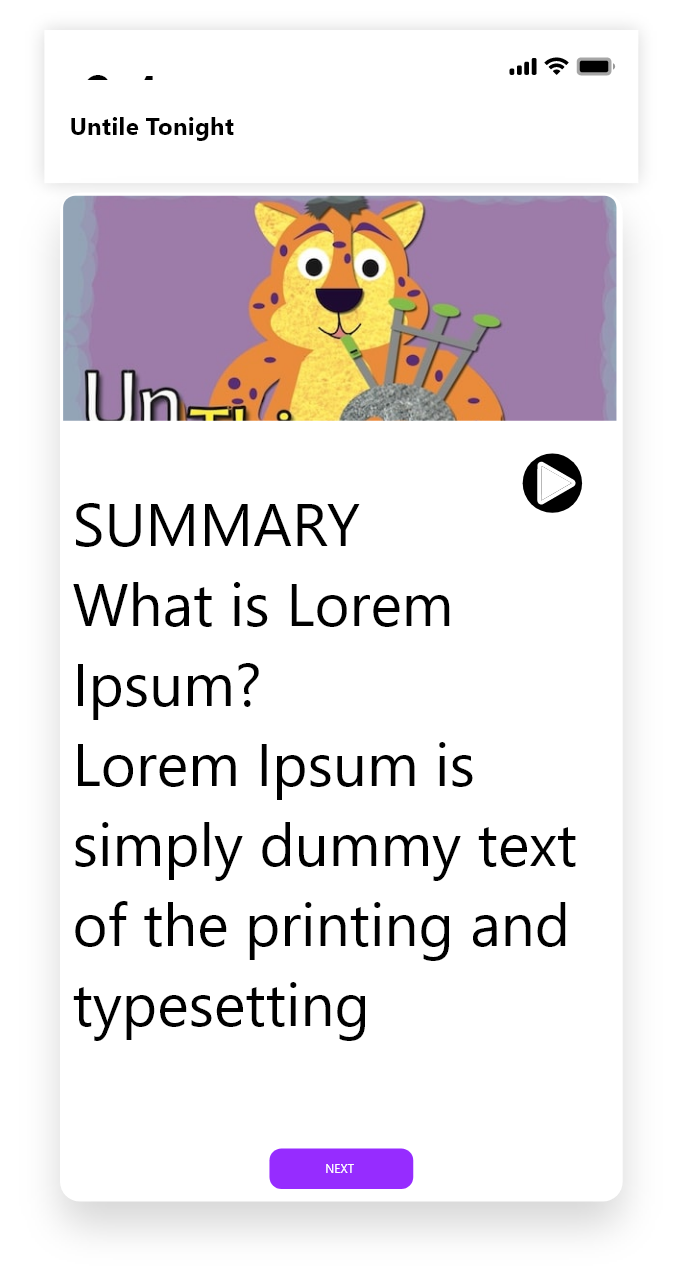 Untile Tonight
Un
SUMMARY
What is Lorem
Ipsum?
Lorem Ipsum is
simply dummy text
of the printing and
typesetting
NEXT